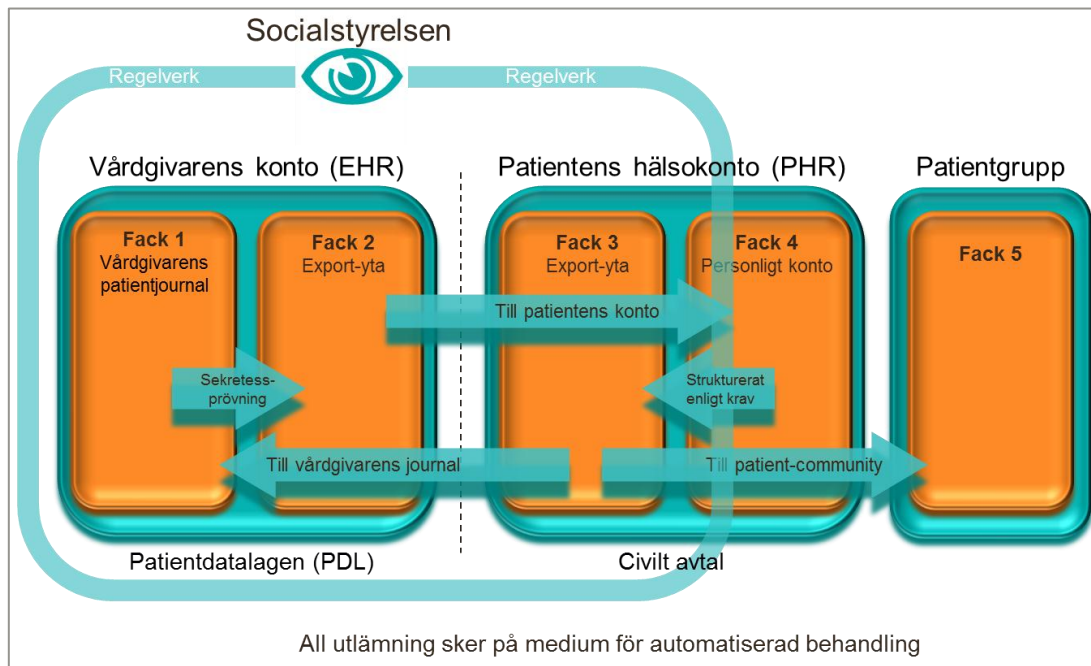 Socialstyrelsen
Regelverk
Regelverk
Vårdgivarens konto (EHR)
Patientens hälsokonto (PHR)
Patientgrupp
Fack 1
Vårdgivarens
patientjournal
Fack 2
Export-yta
Fack 3
Export-yta
Fack 4
Personligt konto
Fack 5
Till patientens konto
Sekretess-
prövning
Strukturerat
enligt krav
Till vårdgivarens journal
Till patient-community
Patientdatalagen (PDL)
Civilt avtal
All utlämning sker på medium för automatiserad behandling